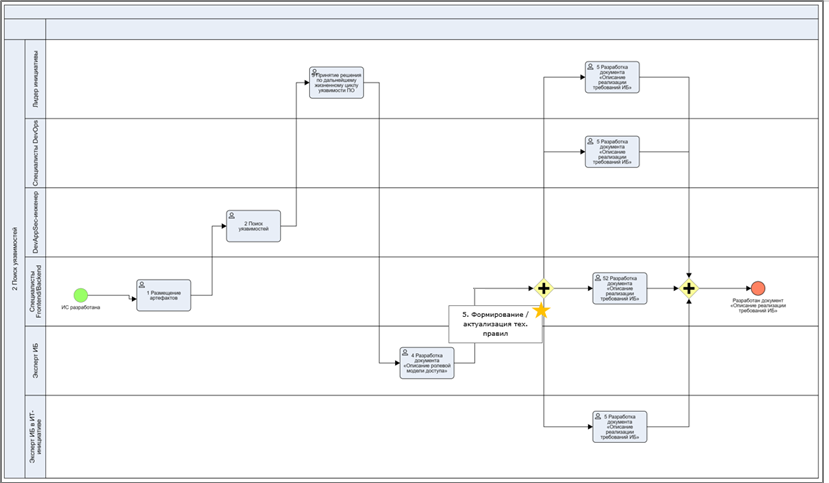 2 Поиск уязвимостей
Лидер инициативы
Принятие решения
по дальнейшему
жизненному циклу
уязвимости ПО
5 Разработка
документа
«Описание
реализации
требований ИБ»
Специалисты DevOps
5 Разработка
документа
«Описание
реализации
требований ИБ»
DevAppSec-инженер
2 Поиск
уязвимостей
Специалисты
Frontend/Backend
ИС разработана
1 Размещение
артефактов
5. Формирование /
актуализация тех.
правил
52 Разработка
документа
«Описание
реализации
требований ИБ»
Разработан документ
«Описание реализации
требований ИБ»
Эксперт ИБ
4 Разработка
документа
«Описание ролевой
модели доступа»
Эксперт ИБ в ИТ-
инициативе
5 Разработка
документа
«Описание
реализации
требований ИБ»